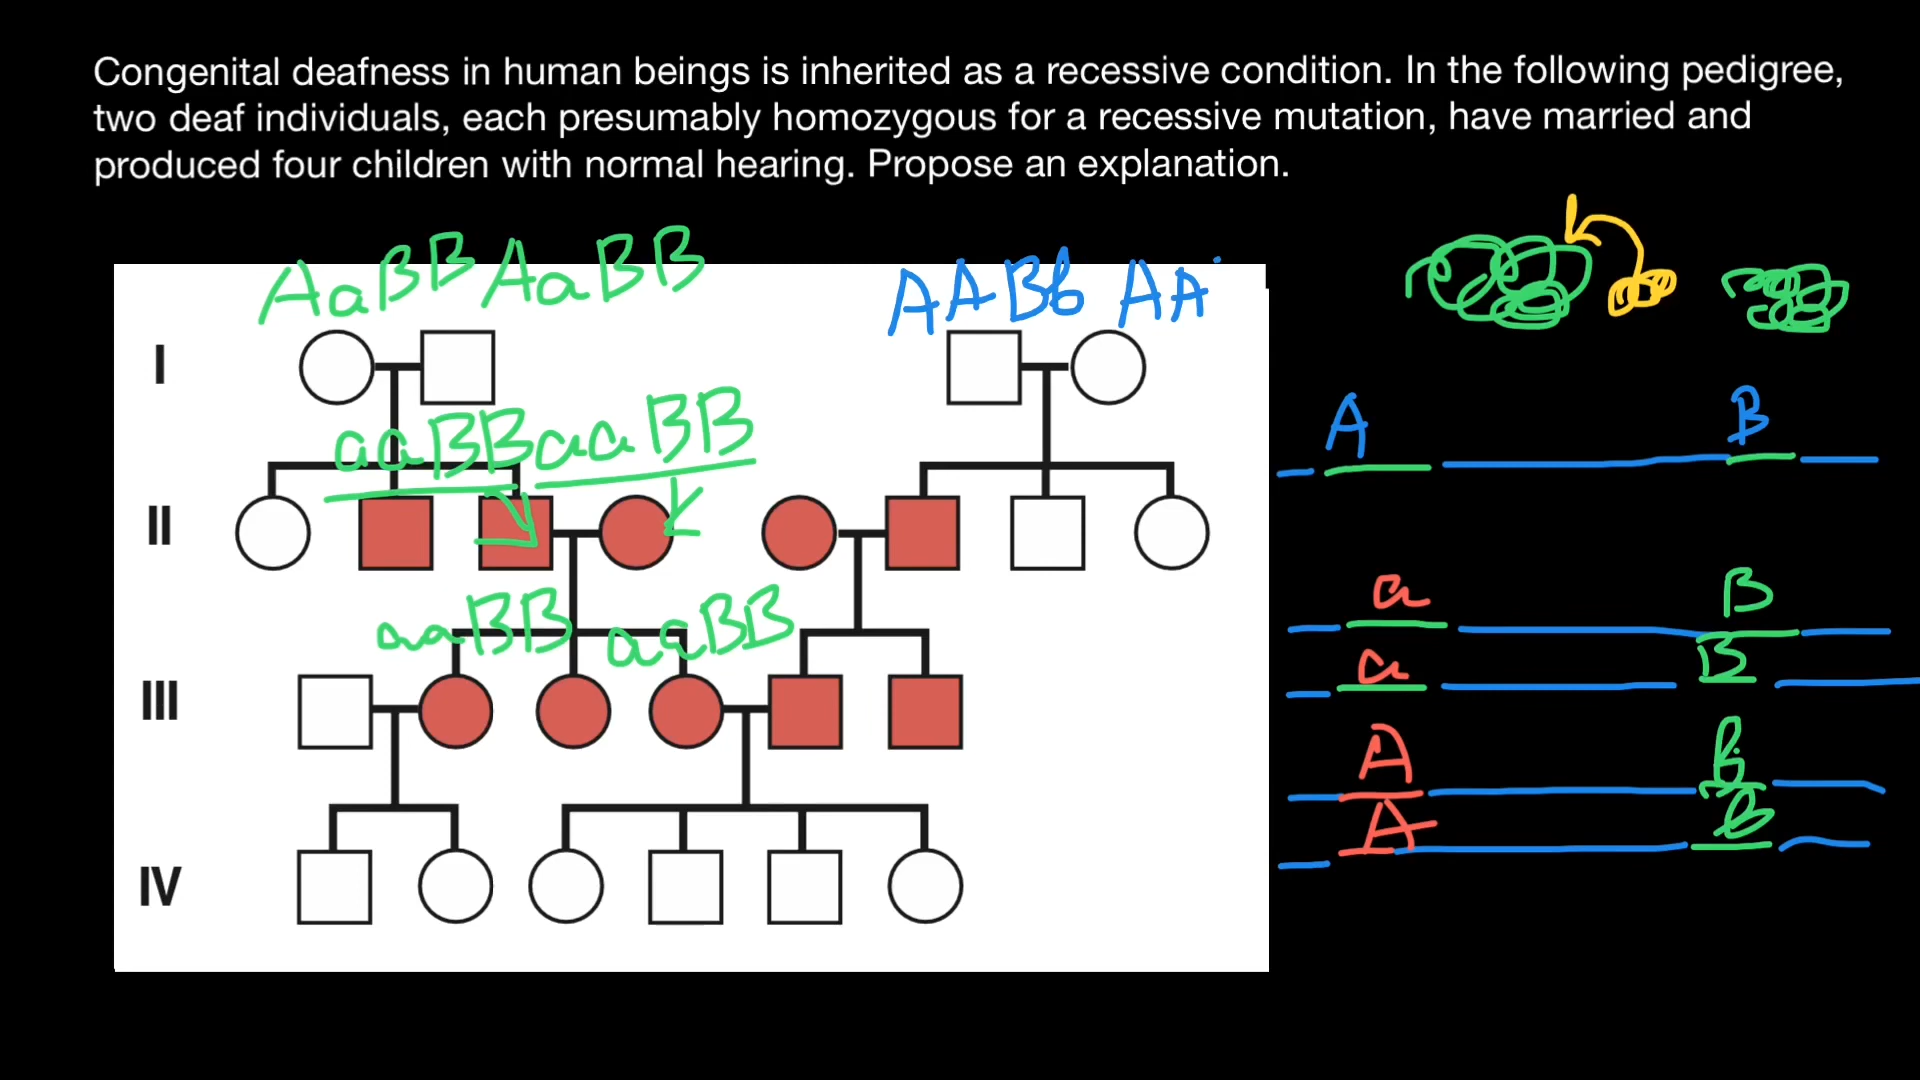 Congenital deafness in human beings is inherited as a recessive condition. In the following pedigree,
two deaf individuals, each presumably homozygous for a recessive mutation, have married and
produced four children with normal hearing. Propose an explanation.
AaBB AaBB AABb AA
I
aaBB aaBB A B
II
aaBB aaBB a B
a B
III
A b
A b
IV